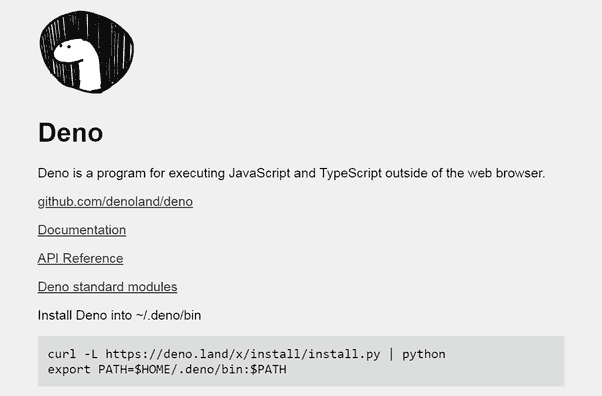 Deno
Deno is a program for executing JavaScript and TypeScript outside of the web browser.
github.com/denoland/deno
Documentation
API Reference
Deno standard modules
Install Deno into ~/.deno/bin
curl -L https://deno.land/x/install/install.py | python
export PATH=$HOME/.deno/bin:$PATH